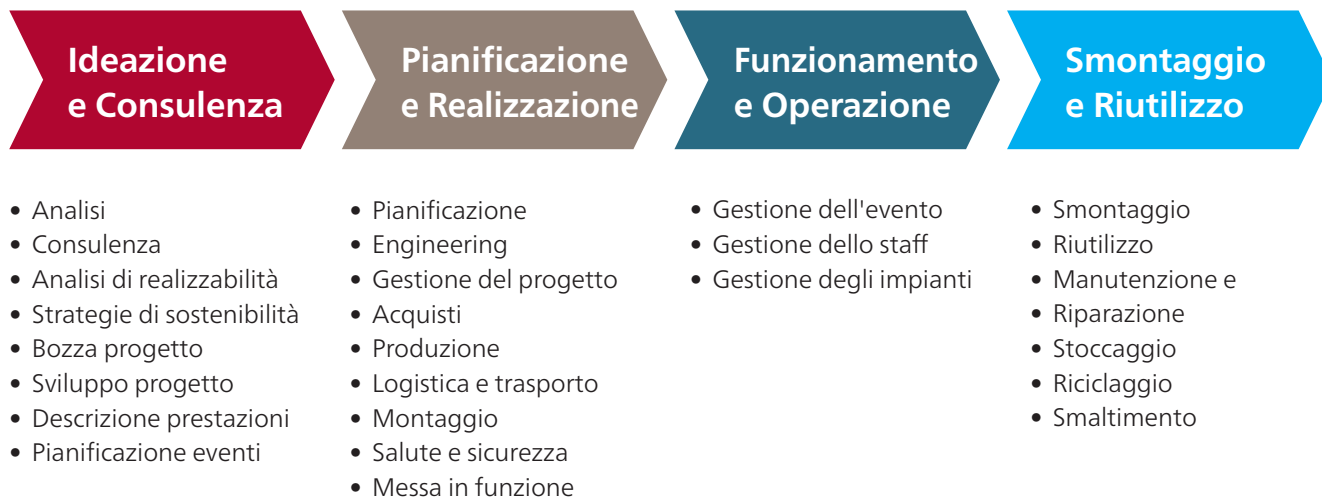 Ideazione
e Consulenza
• Analisi
• Consulenza
• Analisi di realizzabilità
• Strategie di sostenibilità
• Bozza progetto
• Sviluppo progetto
• Descrizione prestazioni
• Pianificazione eventi
Pianificazione
e Realizzazione
• Pianificazione
• Engineering
• Gestione del progetto
• Acquisti
• Produzione
• Logistica e trasporto
• Montaggio
• Salute e sicurezza
• Messa in funzione
Funzionamento
e Operazione
• Gestione dell'evento
• Gestione dello staff
• Gestione degli impianti
Smontaggio
e Riutilizzo
• Smontaggio
• Riutilizzo
• Manutenzione e
• Riparazione
• Stoccaggio
• Riciclaggio
• Smaltimento